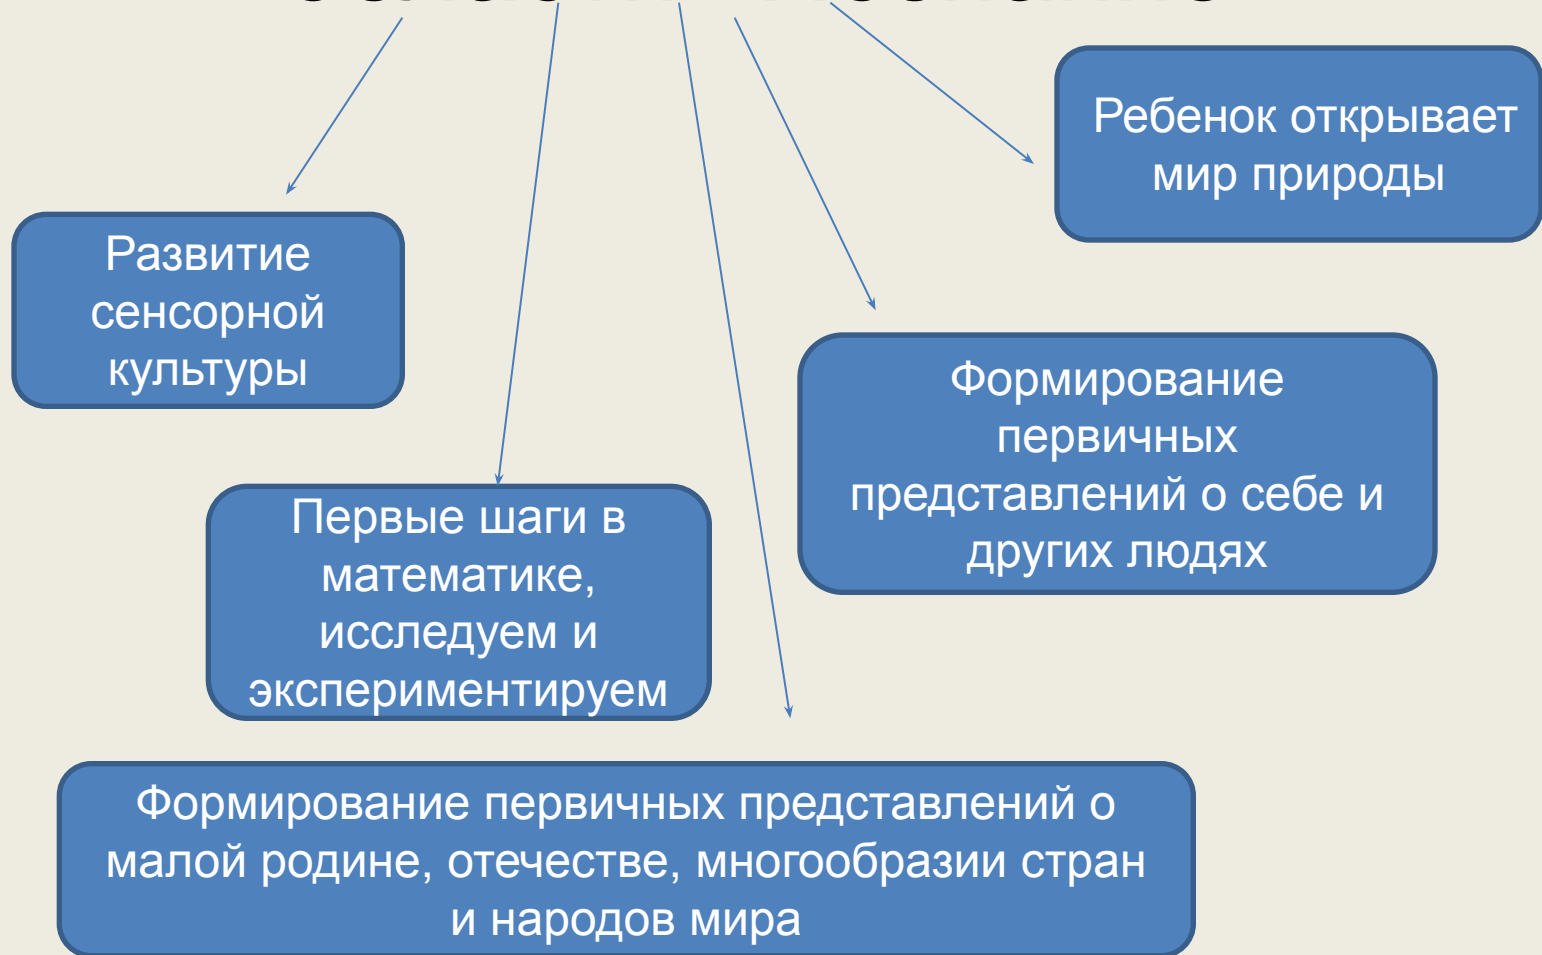 Ребенок открывает
мир природы
Развитие
сенсорной
культуры
Формирование
первичных
представлений о себе и
других людях
Первые шаги в
математике,
исследуем и
экспериментируем
Формирование первичных представлений о
малой родине, отечестве, многообразии стран
и народов мира